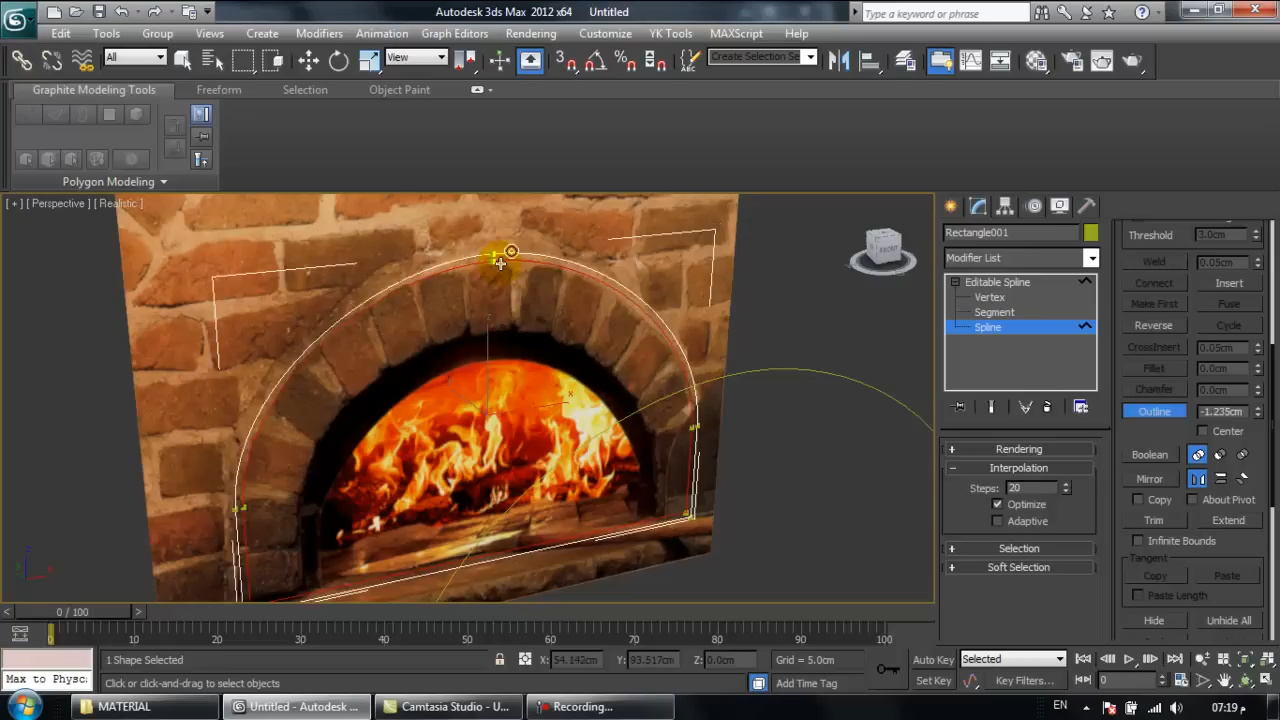 Autodesk 3ds Max 2012 x64 Untitled
Type a keyword or phrase
Edit Tools Group Views Create Modifiers Animation Graph Editors Rendering Customize YK Tools MAXScript Help
All View 3 Create Selection Se
Graphite Modeling Tools Freeform Selection Object Paint
Polygon Modeling
[ + ] [ Perspective ] [ Realistic ]
FRONT
Rectangle001
Modifier List
Editable Spline
Vertex
Segment
Spline
Rendering
Interpolation
Steps: 20
Optimize
Adaptive
Selection
Soft Selection
Threshold 3.0cm
Weld 0.05cm
Connect Insert
Make First Fuse
Reverse Cycle
CrossInsert 0.05cm
Fillet 0.0cm
Chamfer 0.0cm
Outline -1.235cm
Center
Boolean
Mirror
Copy About Pivot
Trim Extend
Infinite Bounds
Tangent
Copy Paste
Paste Length
Hide Unhide All
0 / 100
0 10 20 30 40 50 60 70 80 90 100
1 Shape Selected X: 54.142cm Y: 93.517cm Z: 0.0cm Grid = 5.0cm Auto Key Selected
Max to Physc Click or click-and-drag to select objects Add Time Tag Set Key Key Filters... 0
MATERIAL Untitled - Autodesk ... Camtasia Studio - U... Recording... EN 07:19 م